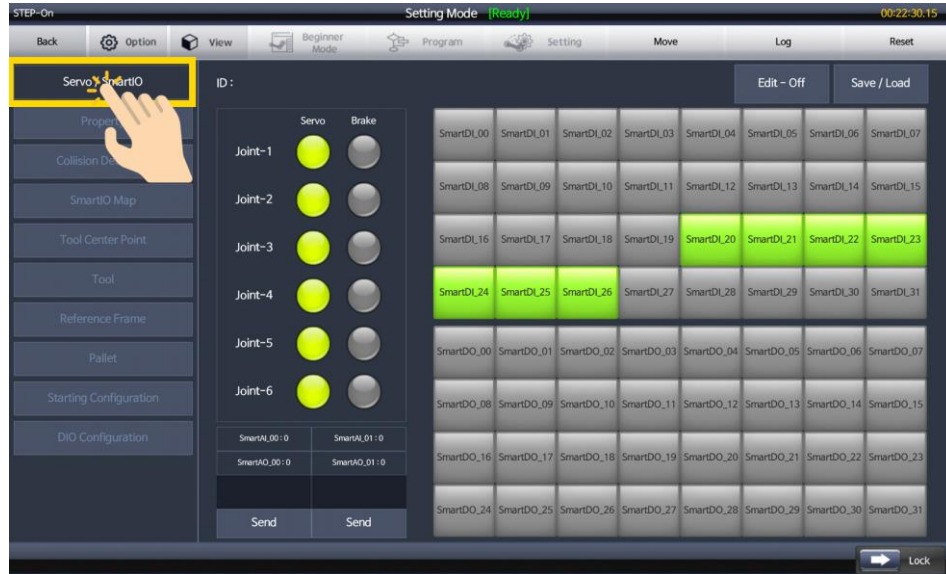 STEP-On Setting Mode [Ready] 00:22:30.15
Back Option View Beginner Mode Program Setting Move Log Reset
Servo / SmartIO
ID : Edit - Off Save / Load
Servo Brake
Property
Collision De
SmartIO Map
Tool Center Point
Tool
Reference Frame
Pallet
Starting Configuration
DIO Configuration
Joint-1
Joint-2
Joint-3
Joint-4
Joint-5
Joint-6
SmartAI_00 : 0 SmartAI_01 : 0
SmartAO_00 : 0 SmartAO_01 : 0
Send Send
SmartDI_00 SmartDI_01 SmartDI_02 SmartDI_03 SmartDI_04 SmartDI_05 SmartDI_06 SmartDI_07
SmartDI_08 SmartDI_09 SmartDI_10 SmartDI_11 SmartDI_12 SmartDI_13 SmartDI_14 SmartDI_15
SmartDI_16 SmartDI_17 SmartDI_18 SmartDI_19 SmartDI_20 SmartDI_21 SmartDI_22 SmartDI_23
SmartDI_24 SmartDI_25 SmartDI_26 SmartDI_27 SmartDI_28 SmartDI_29 SmartDI_30 SmartDI_31
SmartDO_00 SmartDO_01 SmartDO_02 SmartDO_03 SmartDO_04 SmartDO_05 SmartDO_06 SmartDO_07
SmartDO_08 SmartDO_09 SmartDO_10 SmartDO_11 SmartDO_12 SmartDO_13 SmartDO_14 SmartDO_15
SmartDO_16 SmartDO_17 SmartDO_18 SmartDO_19 SmartDO_20 SmartDO_21 SmartDO_22 SmartDO_23
SmartDO_24 SmartDO_25 SmartDO_26 SmartDO_27 SmartDO_28 SmartDO_29 SmartDO_30 SmartDO_31
Lock